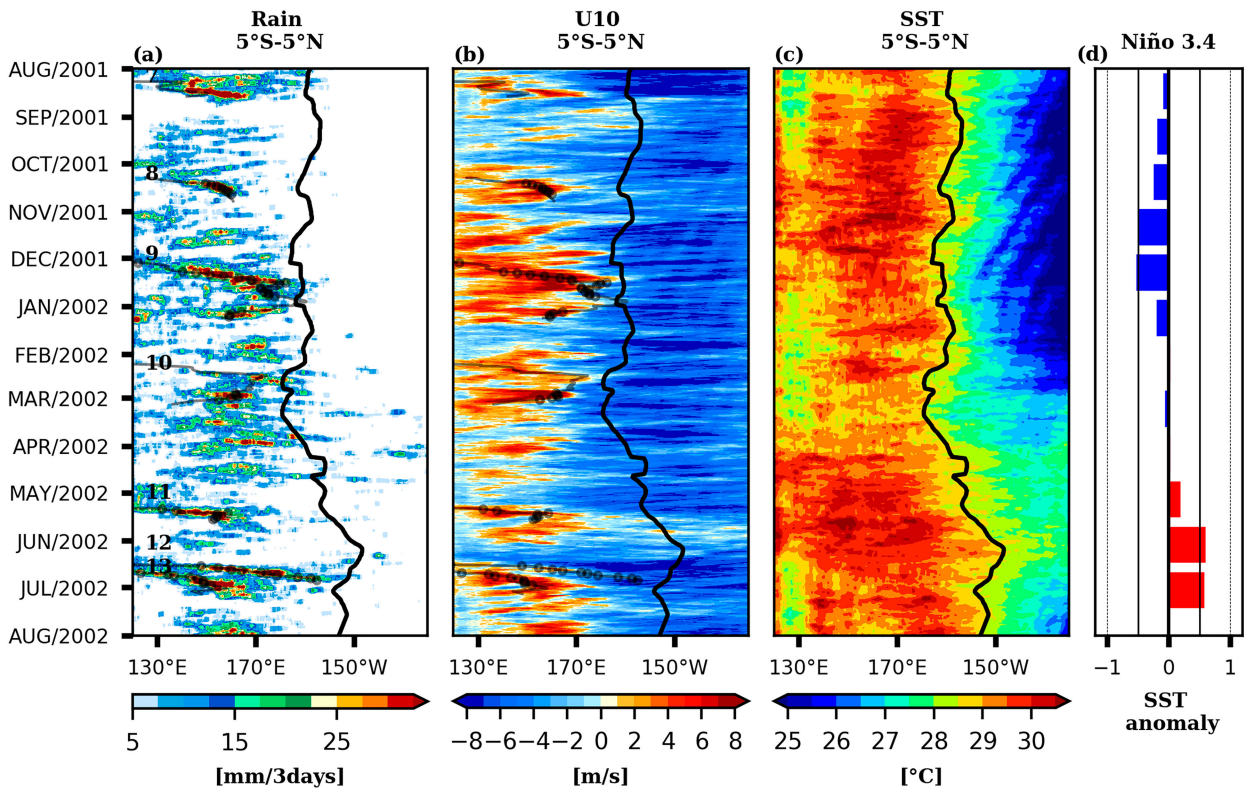 Rain
5°S-5°N
U10
5°S-5°N
SST
5°S-5°N
(a)
(b)
(c)
(d)
Niño 3.4
AUG/2001
SEP/2001
OCT/2001
NOV/2001
DEC/2001
JAN/2002
FEB/2002
MAR/2002
APR/2002
MAY/2002
JUN/2002
JUL/2002
AUG/2002
7
8
9
10
11
12
13
130°E 170°E 150°W
130°E 170°E 150°W
130°E 170°E 150°W
−1 0 1
5 15 25
[mm/3days]
−8 −6 −4 −2 0 2 4 6 8
[m/s]
25 26 27 28 29 30
[°C]
SST
anomaly